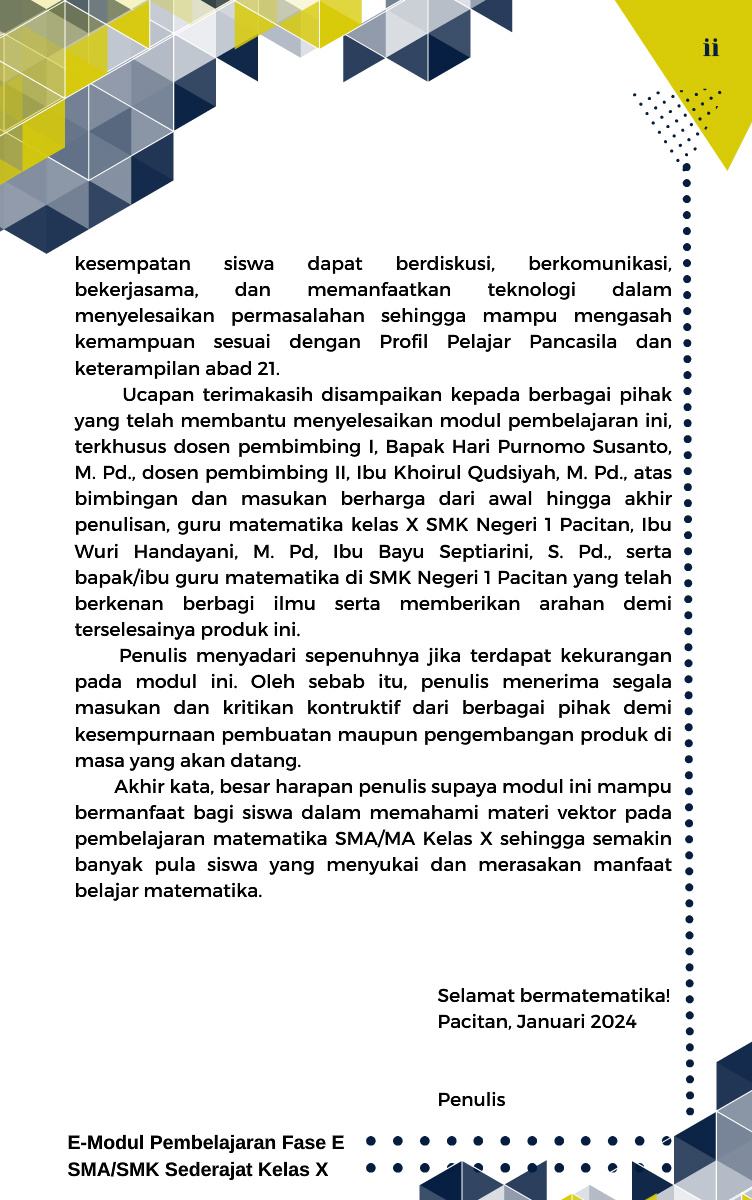 ii
kesempatan siswa dapat berdiskusi, berkomunikasi,
bekerjasama, dan memanfaatkan teknologi dalam
menyelesaikan permasalahan sehingga mampu mengasah
kemampuan sesuai dengan Profil Pelajar Pancasila dan
keterampilan abad 21.
Ucapan terimakasih disampaikan kepada berbagai pihak
yang telah membantu menyelesaikan modul pembelajaran ini,
terkhusus dosen pembimbing I, Bapak Hari Purnomo Susanto,
M. Pd., dosen pembimbing II, Ibu Khoirul Qudsiyah, M. Pd., atas
bimbingan dan masukan berharga dari awal hingga akhir
penulisan, guru matematika kelas X SMK Negeri 1 Pacitan, Ibu
Wuri Handayani, M. Pd, Ibu Bayu Septiarini, S. Pd., serta
bapak/ibu guru matematika di SMK Negeri 1 Pacitan yang telah
berkenan berbagi ilmu serta memberikan arahan demi
terselesainya produk ini.
Penulis menyadari sepenuhnya jika terdapat kekurangan
pada modul ini. Oleh sebab itu, penulis menerima segala
masukan dan kritikan kontruktif dari berbagai pihak demi
kesempurnaan pembuatan maupun pengembangan produk di
masa yang akan datang.
Akhir kata, besar harapan penulis supaya modul ini mampu
bermanfaat bagi siswa dalam memahami materi vektor pada
pembelajaran matematika SMA/MA Kelas X sehingga semakin
banyak pula siswa yang menyukai dan merasakan manfaat
belajar matematika.
Selamat bermatematika!
Pacitan, Januari 2024
Penulis
E-Modul Pembelajaran Fase E
SMA/SMK Sederajat Kelas X